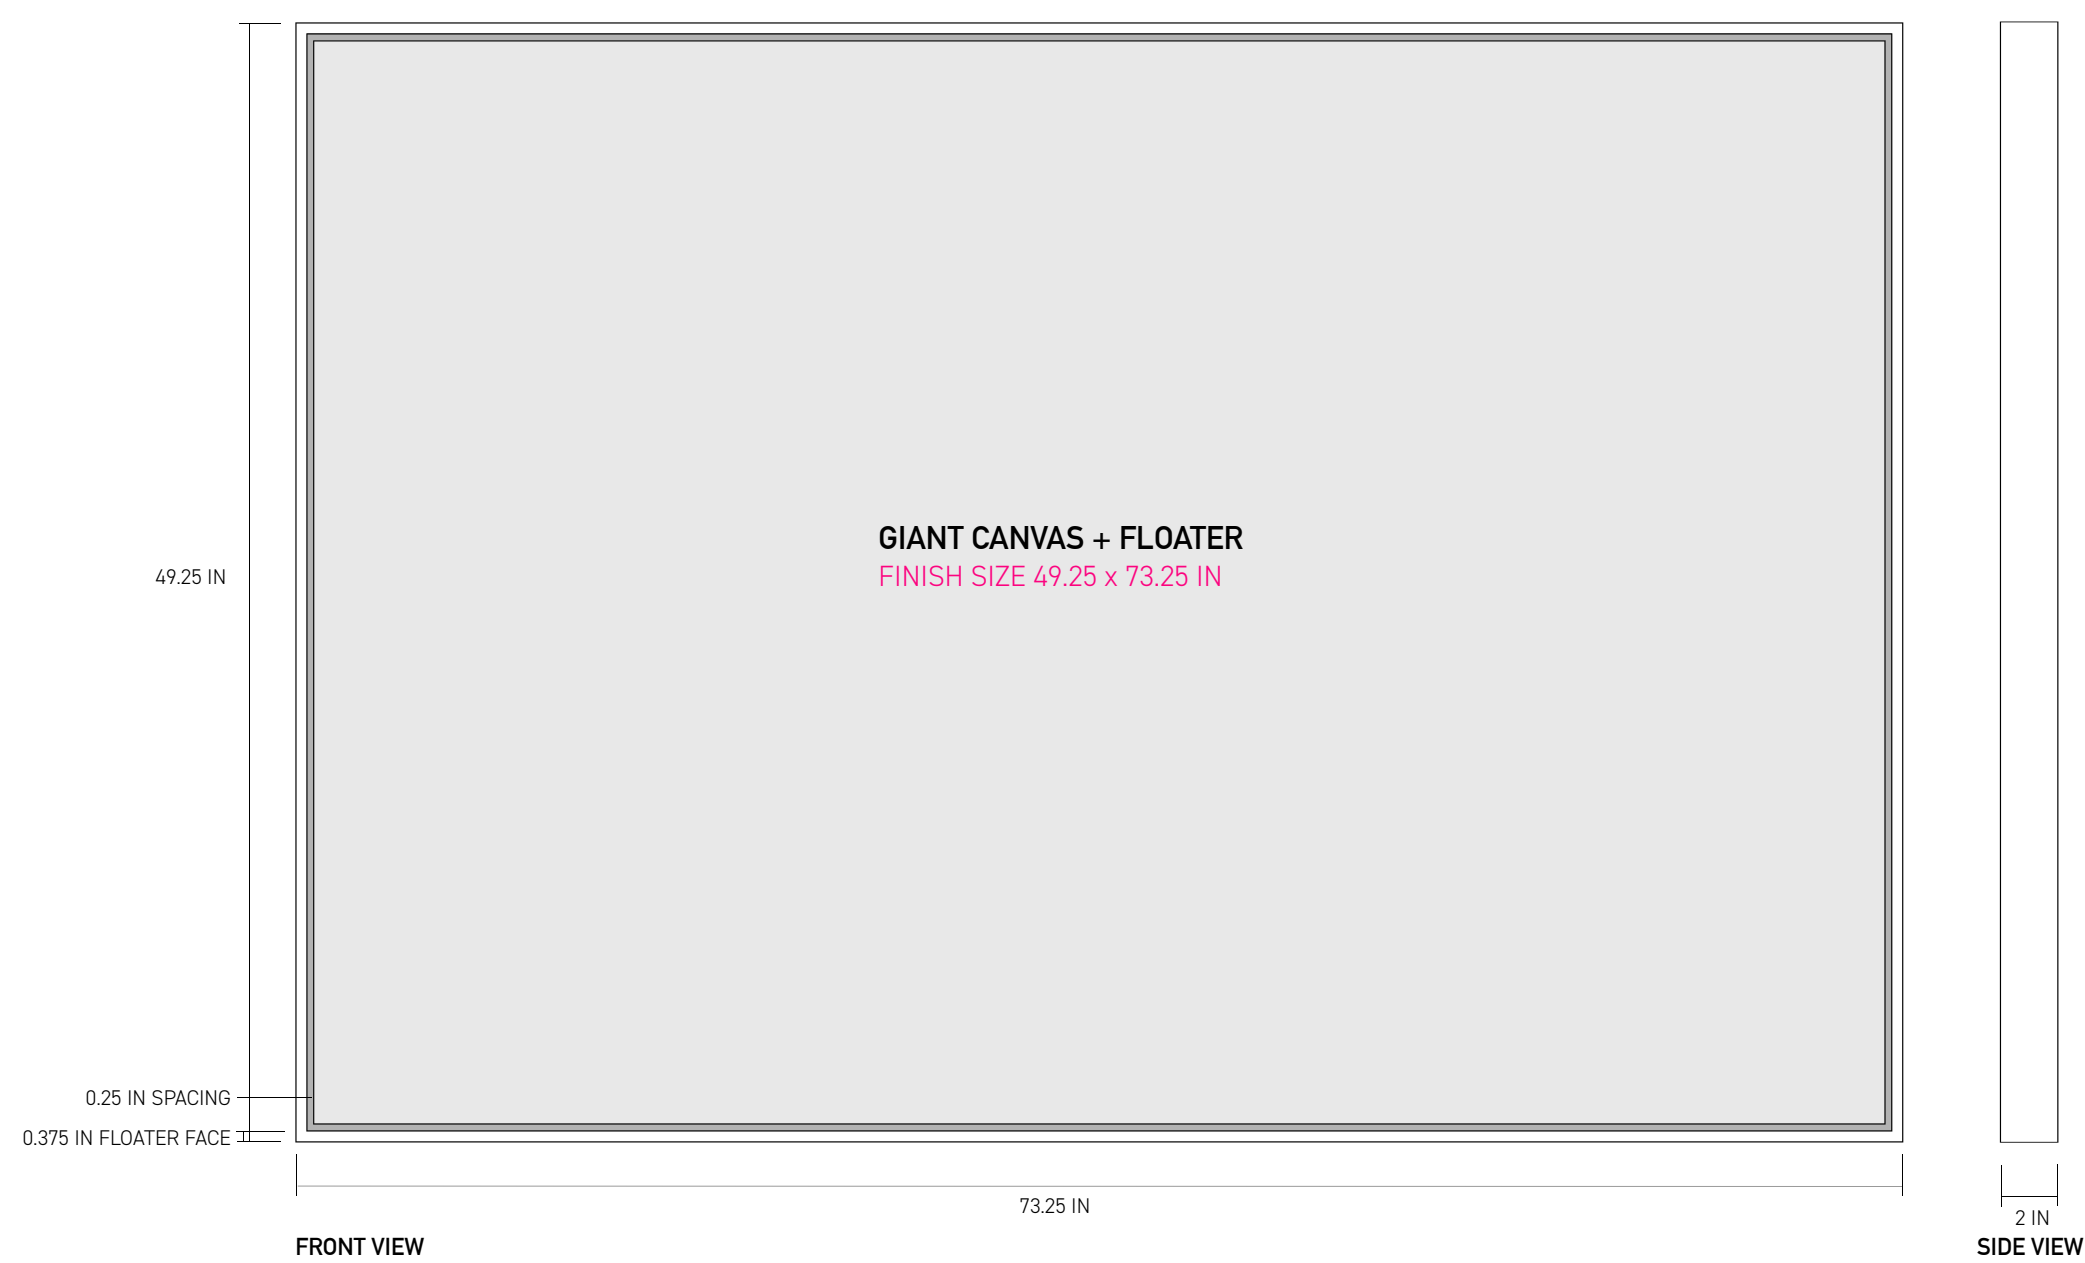 GIANT CANVAS + FLOATER
FINISH SIZE 49.25 x 73.25 IN
49.25 IN
0.25 IN SPACING
0.375 IN FLOATER FACE
73.25 IN
2 IN
FRONT VIEW
SIDE VIEW